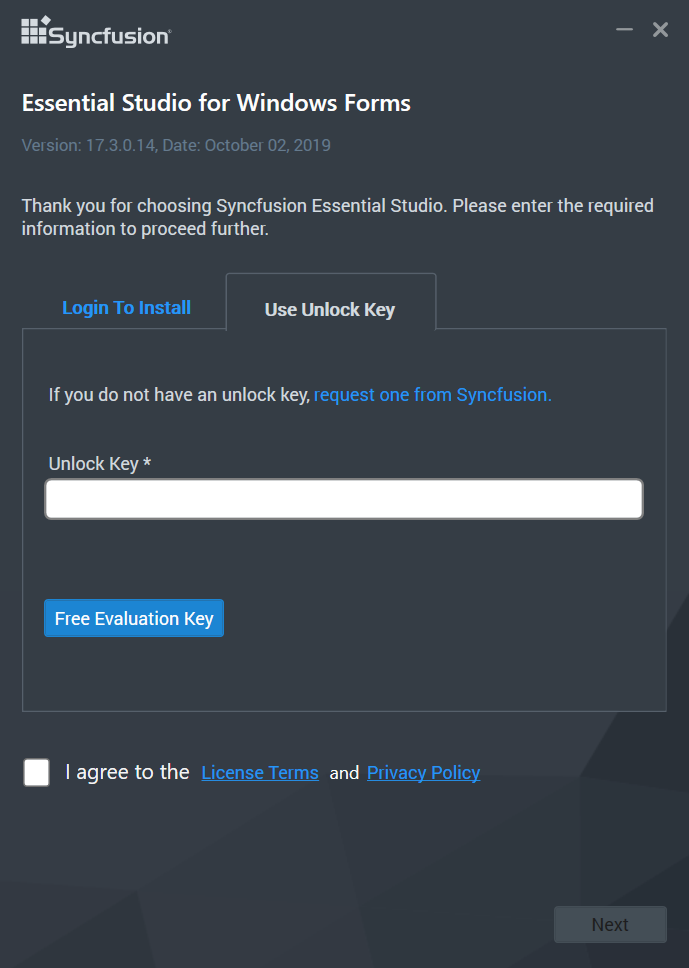 Syncfusion®
Essential Studio for Windows Forms
Version: 17.3.0.14, Date: October 02, 2019
Thank you for choosing Syncfusion Essential Studio. Please enter the required
information to proceed further.
Login To Install
Use Unlock Key
If you do not have an unlock key, request one from Syncfusion.
Unlock Key *
Free Evaluation Key
I agree to the License Terms and Privacy Policy
Next